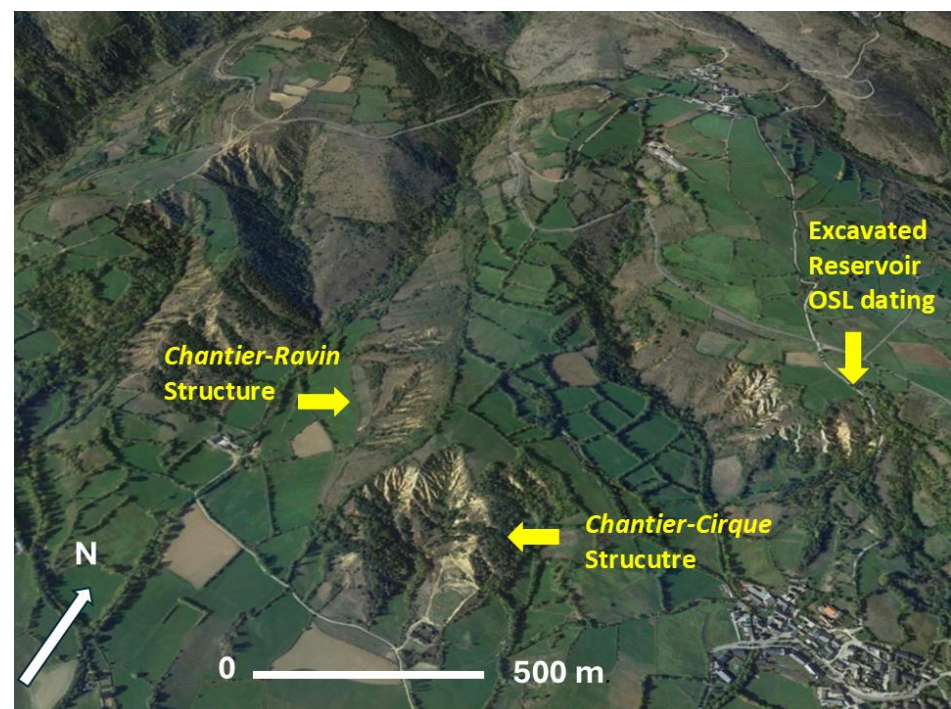 Excavated
Reservoir
OSL dating
Chantier-Ravin
Structure
Chantier-Cirque
Strucutre
N
0 500 m